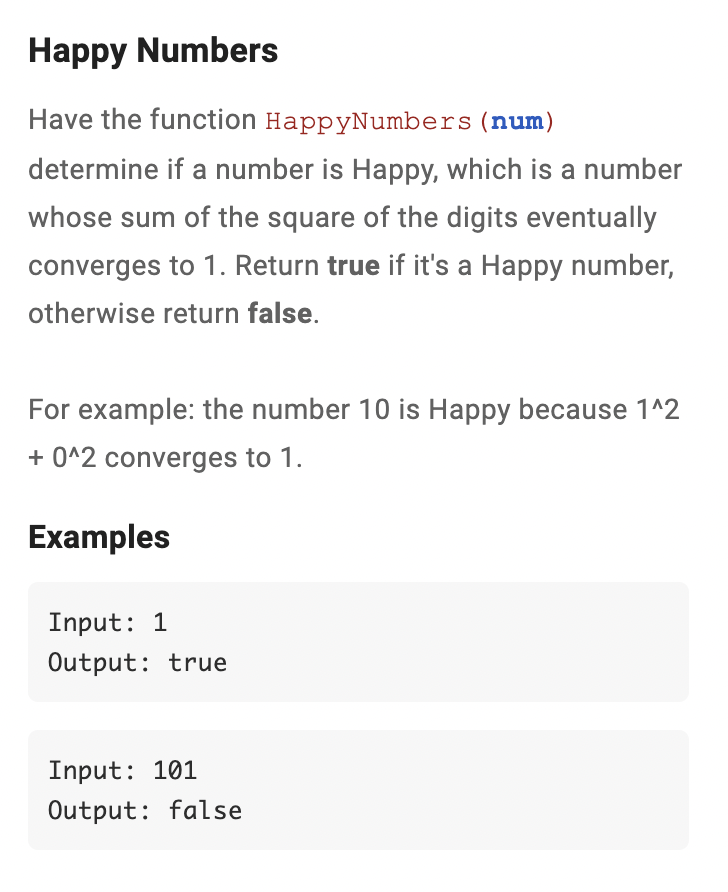 Happy Numbers
Have the function HappyNumbers(num)
determine if a number is Happy, which is a number
whose sum of the square of the digits eventually
converges to 1. Return true if it's a Happy number,
otherwise return false.
For example: the number 10 is Happy because 1^2
+ 0^2 converges to 1.
Examples
Input: 1
Output: true
Input: 101
Output: false